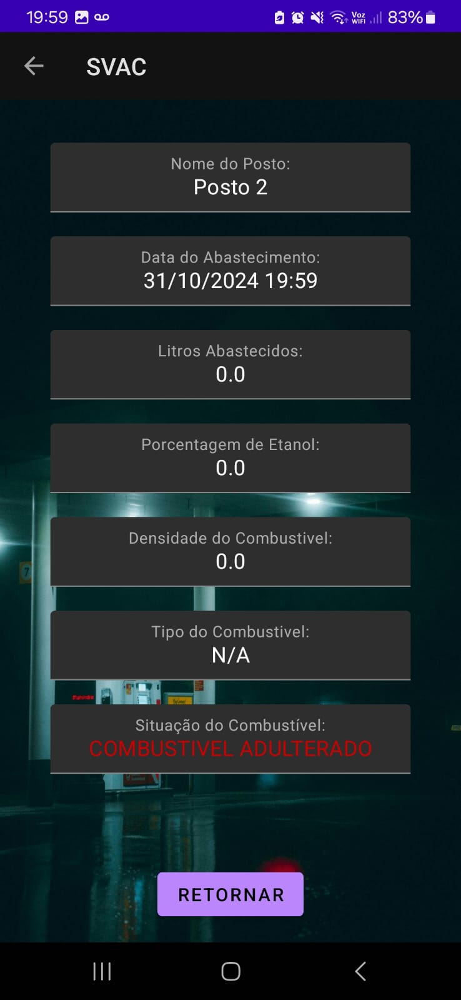 19:59 Voz WiFi 83%
SVAC
Nome do Posto:
Posto 2
Data do Abastecimento:
31/10/2024 19:59
Litros Abastecidos:
0.0
Porcentagem de Etanol:
0.0
Densidade do Combustivel:
0.0
7
Tipo do Combustivel:
N/A
Mahindra
Situação do Combustível:
COMBUSTIVEL ADULTERADO
RETORNAR